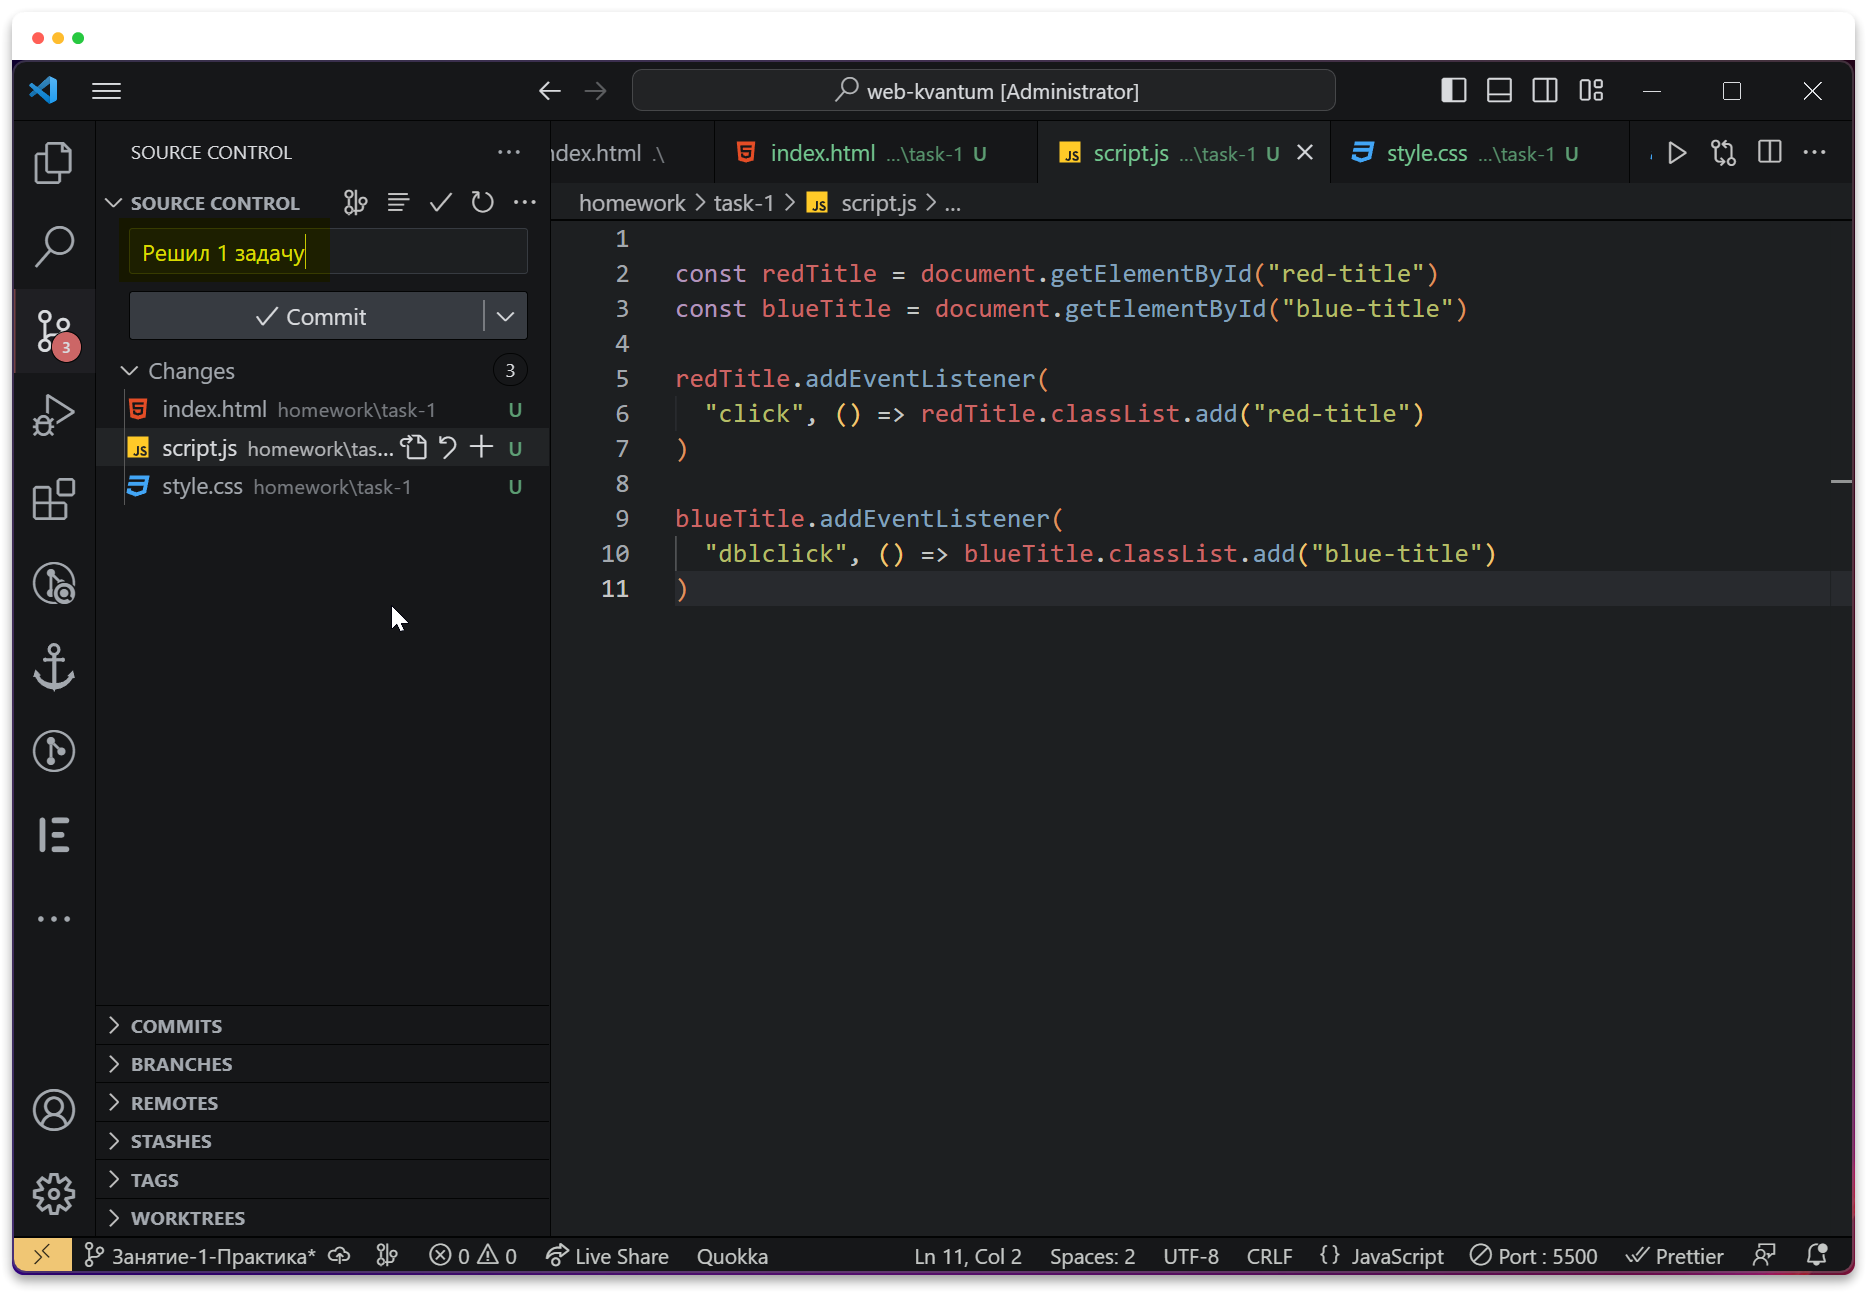 web-kvantum [Administrator]
SOURCE CONTROL
ndex.html .\
index.html ...\task-1 U
script.js ...\task-1 U
style.css ...\task-1 U
SOURCE CONTROL
homework > task-1 > JS script.js > ...
Решил 1 задачу
Commit
Changes 3
index.html homework\task-1 U
JS script.js homework\tas... U
style.css homework\task-1 U
3
1
2 const redTitle = document.getElementById("red-title")
3 const blueTitle = document.getElementById("blue-title")
4
5 redTitle.addEventListener(
6 "click", () => redTitle.classList.add("red-title")
7 )
8
9 blueTitle.addEventListener(
10 "dblclick", () => blueTitle.classList.add("blue-title")
11 )
COMMITS
BRANCHES
REMOTES
STASHES
TAGS
WORKTREES
Занятие-1-Практика* 0 0 Live Share Quokka Ln 11, Col 2 Spaces: 2 UTF-8 CRLF {} JavaScript Port : 5500 Prettier